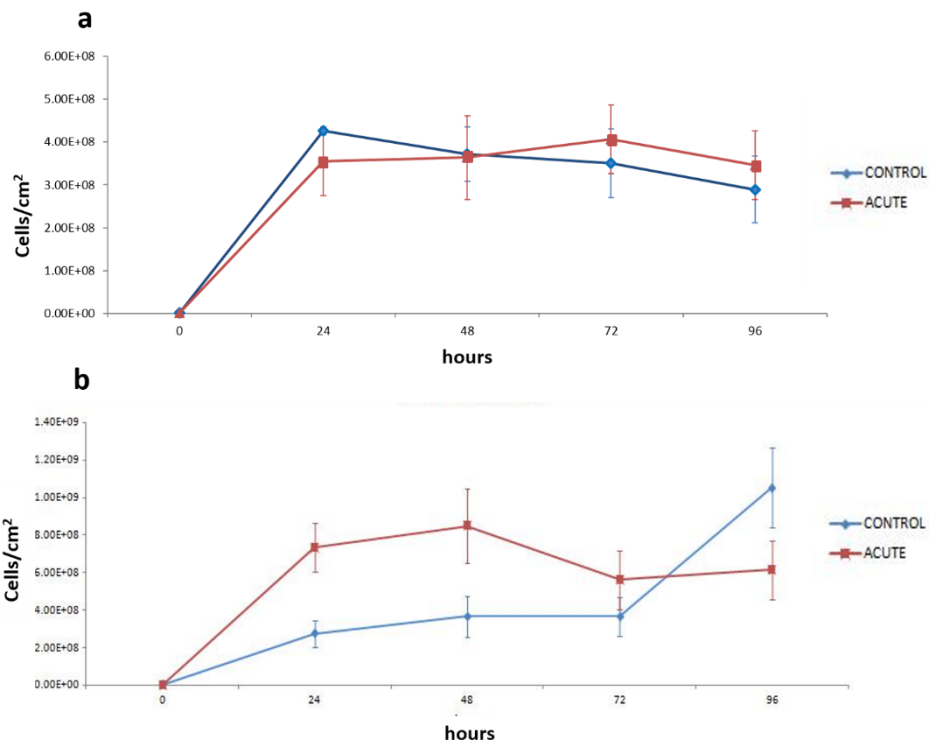 a
6.00E+08
5.00E+08
4.00E+08
3.00E+08
2.00E+08
1.00E+08
0.00E+00
Cells/cm²
0 24 48 72 96
hours
CONTROL
ACUTE
b
1.40E+09
1.20E+09
1.00E+09
8.00E+08
6.00E+08
4.00E+08
2.00E+08
0.00E+00
Cells/cm²
0 24 48 72 96
hours
CONTROL
ACUTE